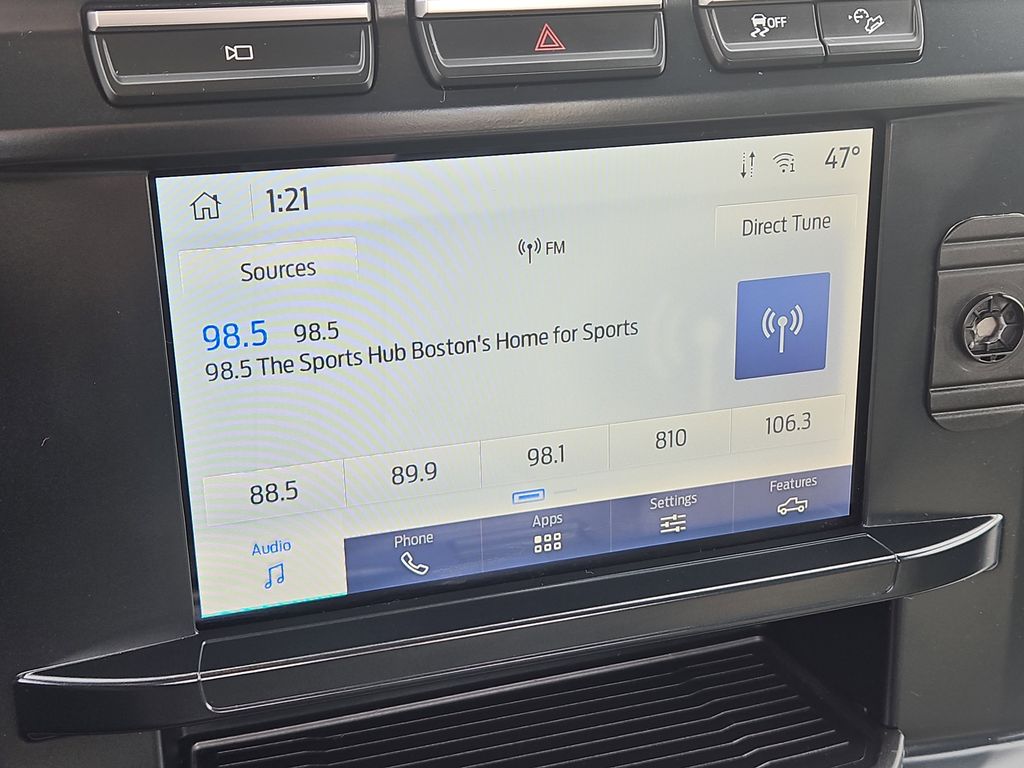 OFF
1:21
47°
FM
Direct Tune
Sources
98.5 98.5
98.5 The Sports Hub Boston's Home for Sports
88.5 89.9 98.1 810 106.3
Audio Phone Apps Settings Features